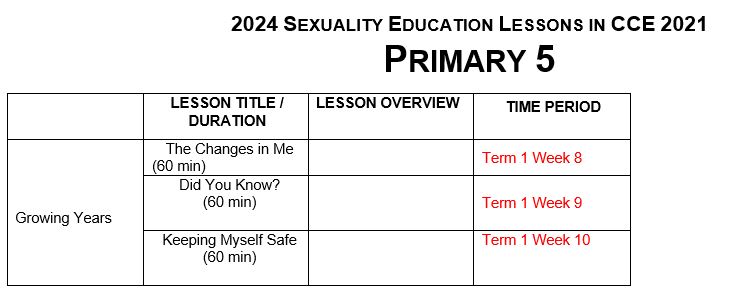 2024 SEXUALITY EDUCATION LESSONS IN CCE 2021
PRIMARY 5
LESSON TITLE / DURATION
LESSON OVERVIEW
TIME PERIOD
Growing Years
The Changes in Me
(60 min)
Term 1 Week 8
Did You Know?
(60 min)
Term 1 Week 9
Keeping Myself Safe
(60 min)
Term 1 Week 10